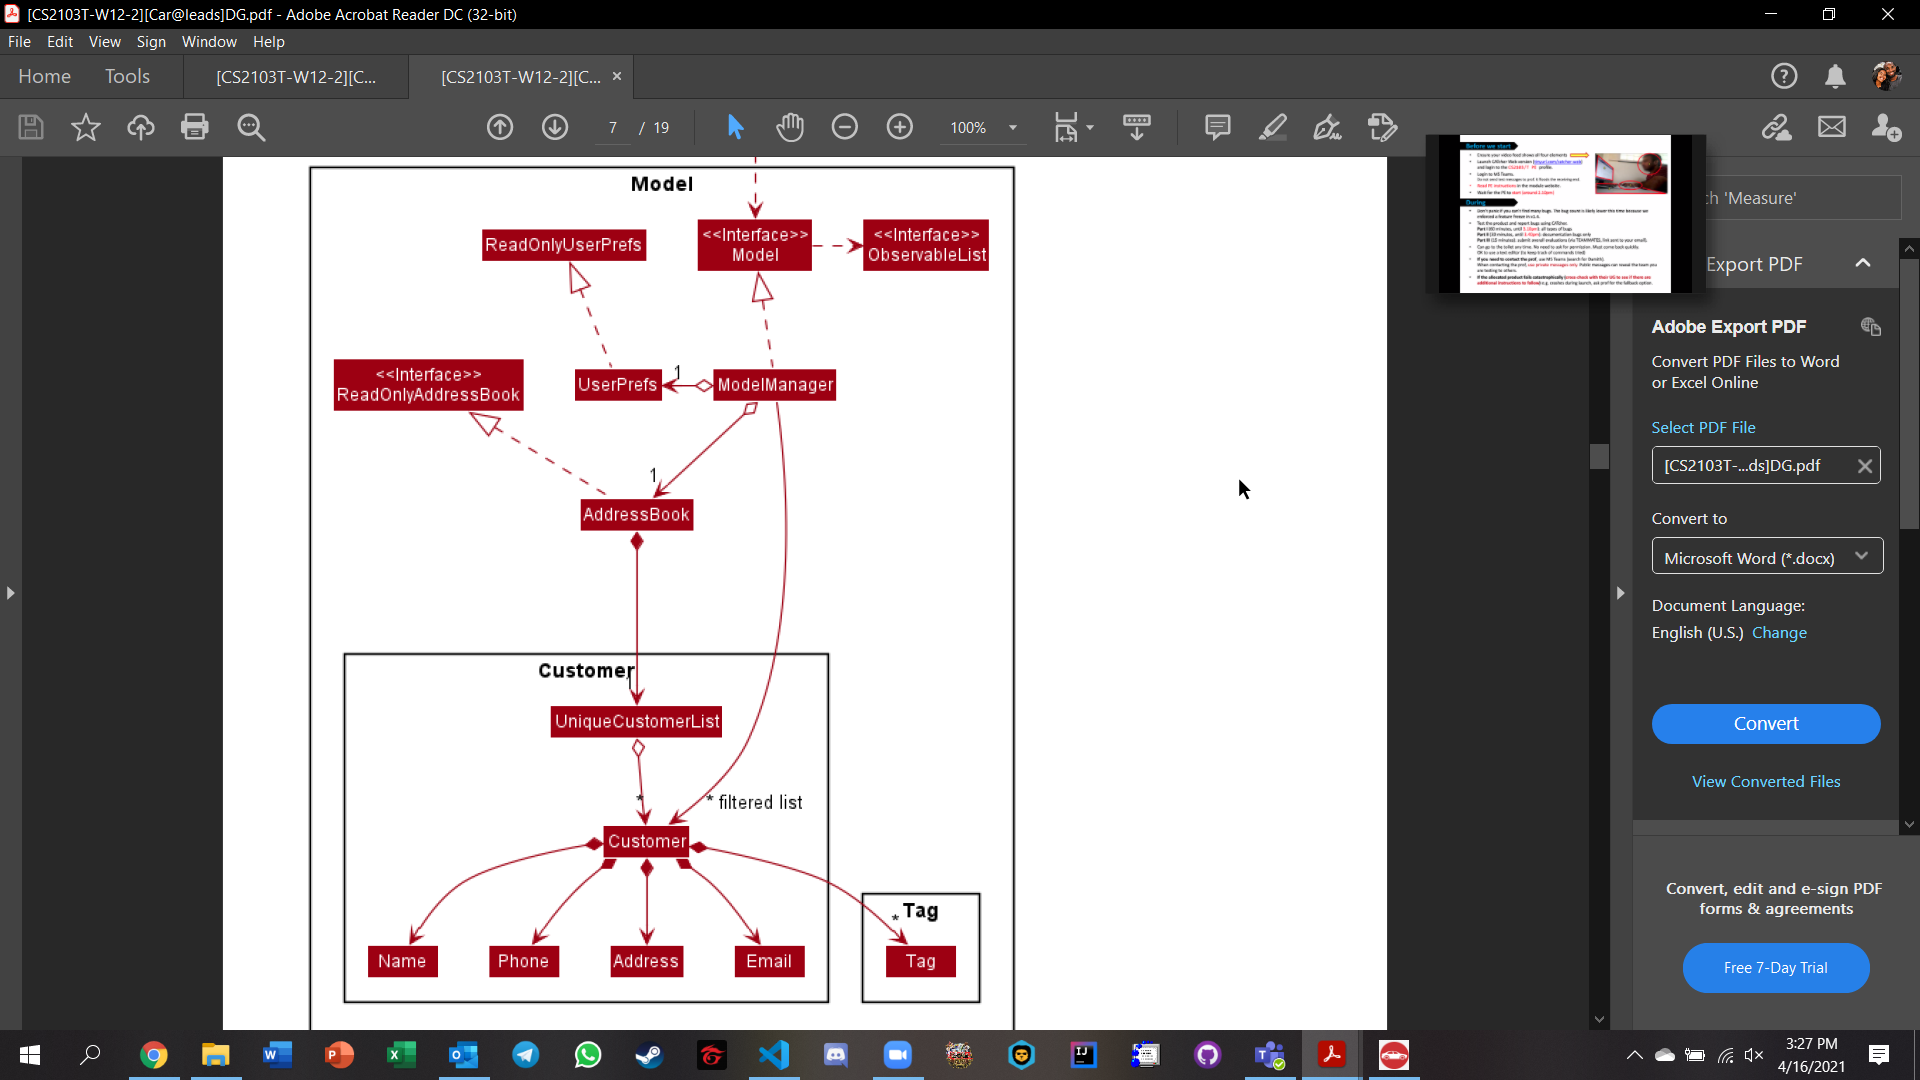 [CS2103T-W12-2][Car@leads]DG.pdf - Adobe Acrobat Reader DC (32-bit)
File Edit View Sign Window Help
Home Tools [CS2103T-W12-2][C... [CS2103T-W12-2][C... ×
7 / 19 100%
Model
<<Interface>>
Model
<<Interface>>
ObservableList
ReadOnlyUserPrefs
<<Interface>>
ReadOnlyAddressBook
UserPrefs
1
ModelManager
1
AddressBook
Customer
UniqueCustomerList
*
* filtered list
Customer
* Tag
Name
Phone
Address
Email
Tag
Before we start
During
ch 'Measure'
Export PDF
Adobe Export PDF
Convert PDF Files to Word
or Excel Online
Select PDF File
[CS2103T-...ds]DG.pdf
Convert to
Microsoft Word (*.docx)
Document Language:
English (U.S.) Change
Convert
View Converted Files
Convert, edit and e-sign PDF
forms & agreements
Free 7-Day Trial
3:27 PM
4/16/2021